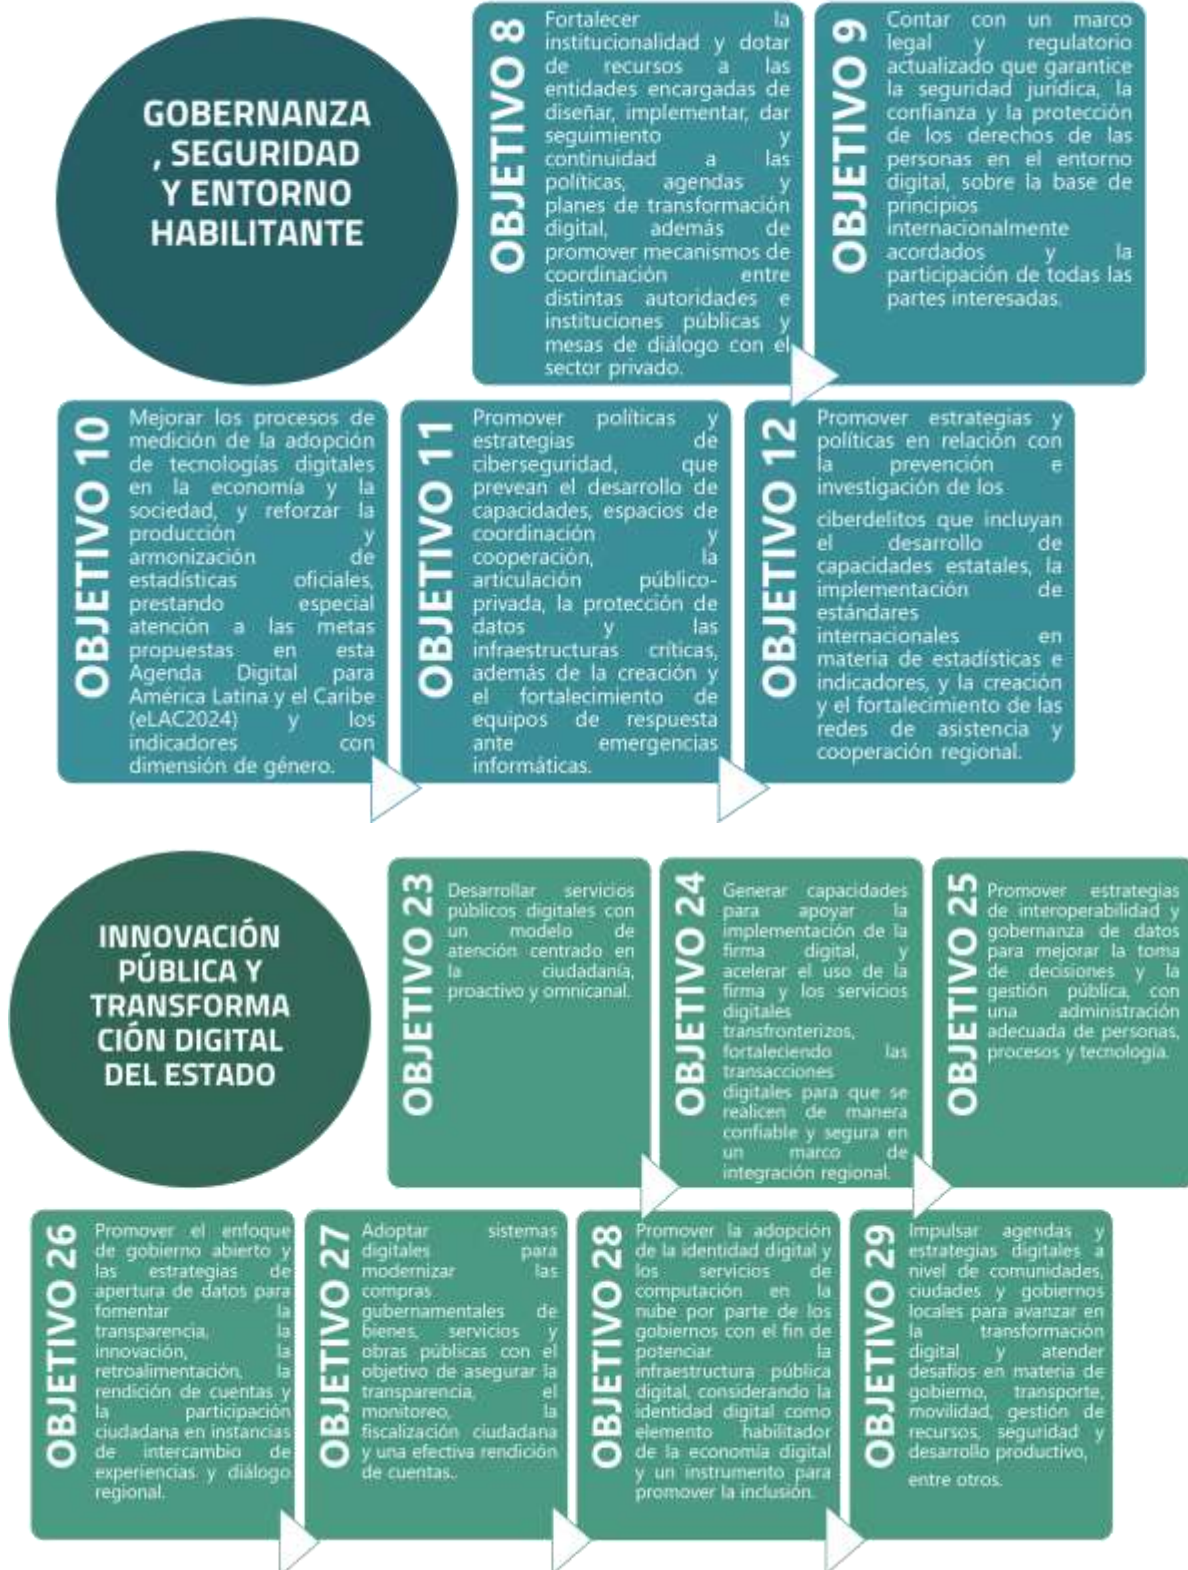 GOBERNANZA
, SEGURIDAD
Y ENTORNO
HABILITANTE
OBJETIVO 8
Fortalecer la
institucionalidad y dotar
de recursos a las
entidades encargadas de
diseñar, implementar, dar
seguimiento y
continuidad a las
políticas, agendas y
planes de transformación
digital, además de
promover mecanismos de
coordinación entre
distintas autoridades e
instituciones públicas y
mesas de diálogo con el
sector privado.
OBJETIVO 9
Contar con un marco
legal y regulatorio
actualizado que garantice
la seguridad jurídica, la
confianza y la protección
de los derechos de las
personas en el entorno
digital, sobre la base de
principios
internacionalmente
acordados y la
participación de todas las
partes interesadas.
OBJETIVO 10
Mejorar los procesos de
medición de la adopción
de tecnologías digitales
en la economía y la
sociedad, y reforzar la
producción y
armonización de
estadísticas oficiales,
prestando especial
atención a las metas
propuestas en esta
Agenda Digital para
América Latina y el Caribe
(eLAC2024) y los
indicadores con
dimensión de género.
OBJETIVO 11
Promover políticas y
estrategias de
ciberseguridad, que
prevean el desarrollo de
capacidades, espacios de
coordinación y
cooperación, la
articulación público-
privada, la protección de
datos y las
infraestructuras críticas,
además de la creación y
el fortalecimiento de
equipos de respuesta
ante emergencias
informáticas.
OBJETIVO 12
Promover estrategias y
políticas en relación con
la prevención e
investigación de los
ciberdelitos que incluyan
el desarrollo de
capacidades estatales, la
implementación de
estándares
internacionales en
materia de estadísticas e
indicadores, y la creación
y el fortalecimiento de las
redes de asistencia y
cooperación regional.
INNOVACIÓN
PÚBLICA Y
TRANSFORMA
CIÓN DIGITAL
DEL ESTADO
OBJETIVO 23
Desarrollar servicios
públicos digitales con
un modelo de
atención centrado en
la ciudadanía,
proactivo y omnicanal.
OBJETIVO 24
Generar capacidades
para apoyar la
implementación de la
firma digital, y
acelerar el uso de la
firma y los servicios
digitales
transfronterizos,
fortaleciendo las
transacciones
digitales para que se
realicen de manera
confiable y segura en
un marco de
integración regional.
OBJETIVO 25
Promover estrategias
de interoperabilidad y
gobernanza de datos
para mejorar la toma
de decisiones y la
gestión pública, con
una administración
adecuada de personas,
procesos y tecnología.
OBJETIVO 26
Promover el enfoque
de gobierno abierto y
las estrategias de
apertura de datos para
fomentar la
transparencia, la
innovación, la
retroalimentación, la
rendición de cuentas y
la participación
ciudadana en instancias
de intercambio de
experiencias y diálogo
regional.
OBJETIVO 27
Adoptar sistemas
digitales para
modernizar las
compras
gubernamentales de
bienes, servicios y
obras públicas con el
objetivo de asegurar la
transparencia, el
monitoreo, la
fiscalización ciudadana
y una efectiva rendición
de cuentas..
OBJETIVO 28
Promover la adopción
de la identidad digital y
los servicios de
computación en la
nube por parte de los
gobiernos con el fin de
potenciar la
infraestructura pública
digital, considerando la
identidad digital como
elemento habilitador
de la economía digital
y un instrumento para
promover la inclusión.
OBJETIVO 29
Impulsar agendas y
estrategias digitales a
nivel de comunidades,
ciudades y gobiernos
locales para avanzar en
la transformación
digital y atender
desafíos en materia de
gobierno, transporte,
movilidad, gestión de
recursos, seguridad y
desarrollo productivo,
entre otros.